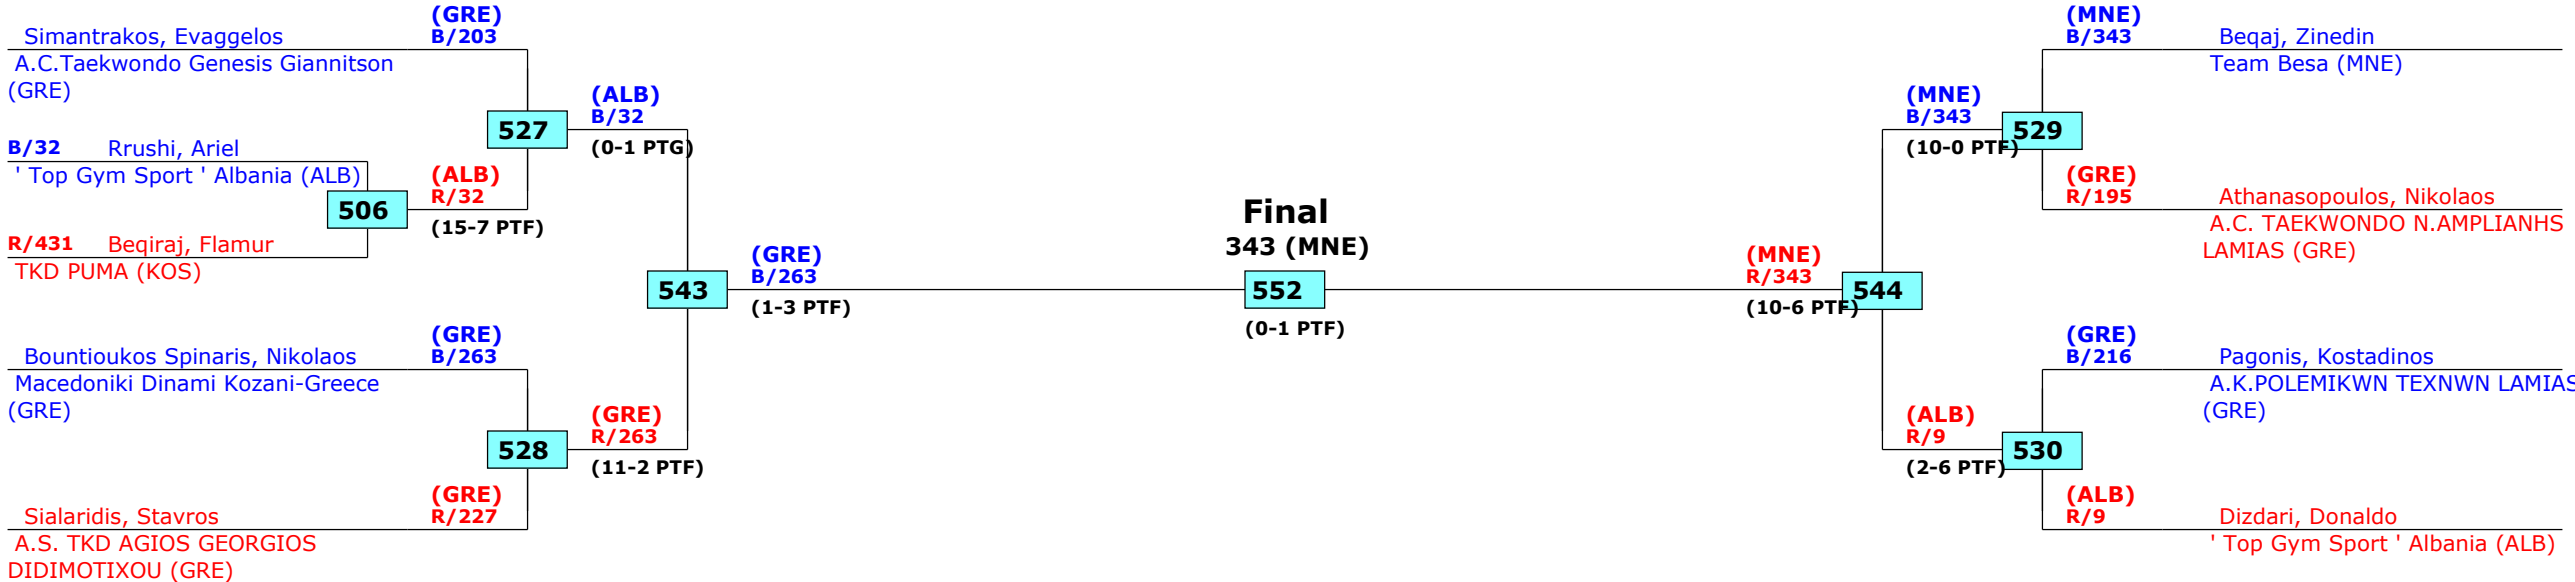 (GRE)
Simantrakos, Evaggelos
B/203
A.C.Taekwondo Genesis Giannitson
(GRE)
527
(ALB)
B/32
(0-1 PTG)
B/32
Rrushi, Ariel
' Top Gym Sport ' Albania (ALB)
506
(ALB)
R/32
(15-7 PTF)
R/431
Beqiraj, Flamur
TKD PUMA (KOS)
543
(GRE)
B/263
(1-3 PTF)
(GRE)
Bountioukos Spinaris, Nikolaos
B/263
Macedoniki Dinami Kozani-Greece
(GRE)
528
(GRE)
R/263
(11-2 PTF)
(GRE)
Sialaridis, Stavros
R/227
A.S. TKD AGIOS GEORGIOS
DIDIMOTIXOU (GRE)
Final
343 (MNE)
552
(0-1 PTF)
(MNE)
R/343
(10-6 PTF)
544
(MNE)
B/343
(10-0 PTF)
529
(MNE)
B/343
Beqaj, Zinedin
Team Besa (MNE)
(GRE)
R/195
Athanasopoulos, Nikolaos
A.C. TAEKWONDO N.AMPLIANHS
LAMIAS (GRE)
(ALB)
R/9
(2-6 PTF)
530
(GRE)
B/216
Pagonis, Kostadinos
A.K.POLEMIKWN TEXNWN LAMIAS
(GRE)
(ALB)
R/9
Dizdari, Donaldo
' Top Gym Sport ' Albania (ALB)